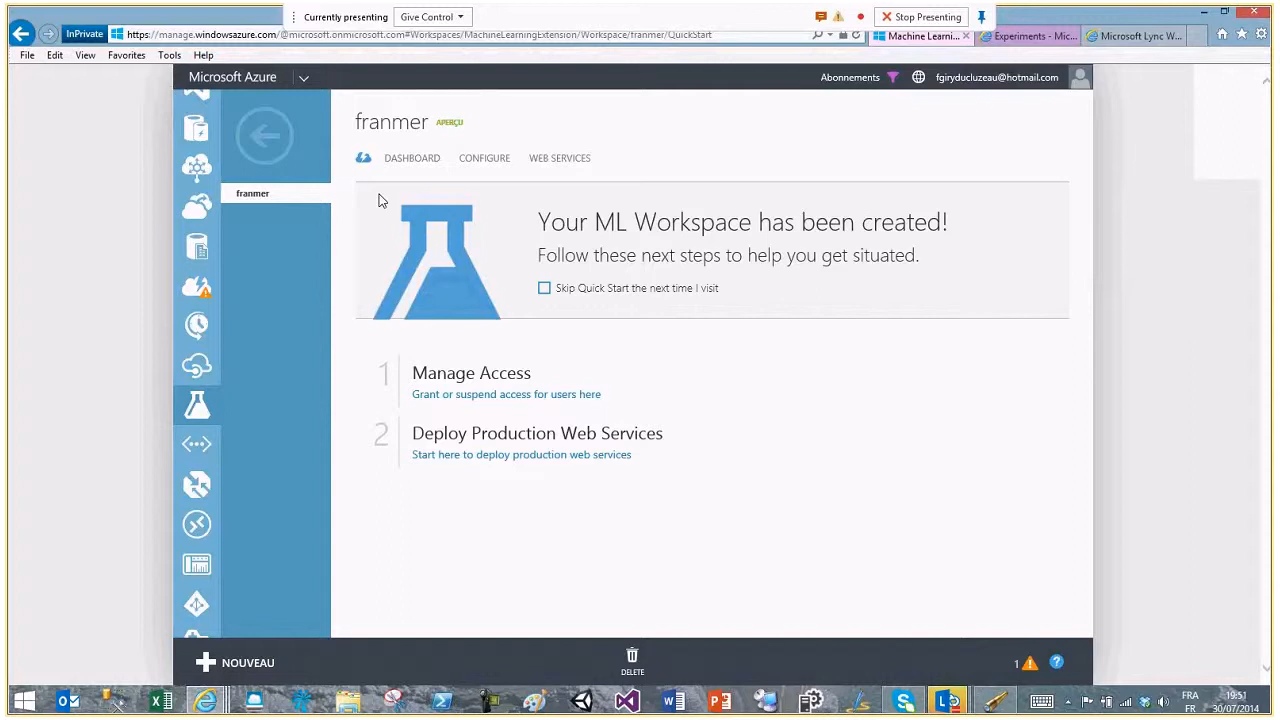 Currently presenting
Give Control
Stop Presenting
InPrivate
https://manage.windowsazure.com/@microsoft.onmicrosoft.com#Workspaces/MachineLearningExtension/Workspace/franmer/QuickStart
Machine Learni...
Experiments - Mic...
Microsoft Lync W...
File
Edit
View
Favorites
Tools
Help
Microsoft Azure
Abonnements
fgiryducluzeau@hotmail.com
franmer
APERÇU
DASHBOARD
CONFIGURE
WEB SERVICES
franmer
Your ML Workspace has been created!
Follow these next steps to help you get situated.
Skip Quick Start the next time I visit
1
Manage Access
Grant or suspend access for users here
2
Deploy Production Web Services
Start here to deploy production web services
NOUVEAU
DELETE
1
FRA
FR
19:51
30/07/2014